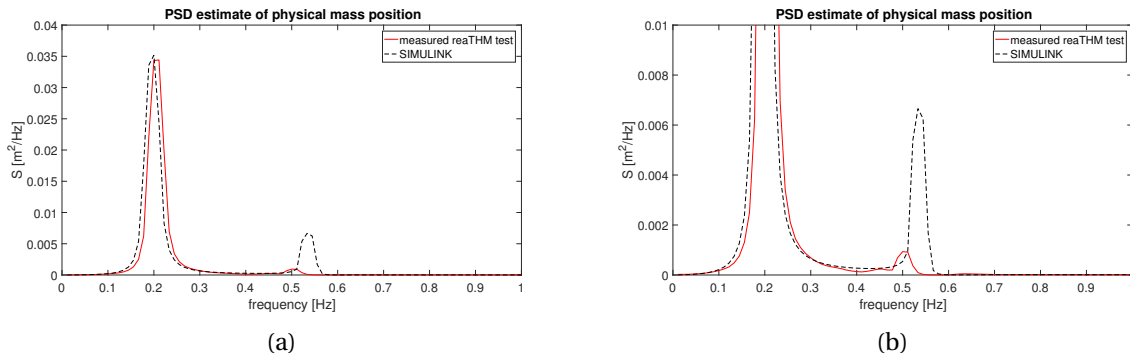 PSD estimate of physical mass position
0.04
0.035
0.03
0.025
0.02
0.015
0.01
0.005
0
S [m²/Hz]
measured reaTHM test
SIMULINK
0 0.1 0.2 0.3 0.4 0.5 0.6 0.7 0.8 0.9 1
frequency [Hz]
(a)
PSD estimate of physical mass position
0.01
0.008
0.006
0.004
0.002
0
S [m²/Hz]
measured reaTHM test
SIMULINK
0 0.1 0.2 0.3 0.4 0.5 0.6 0.7 0.8 0.9
frequency [Hz]
(b)